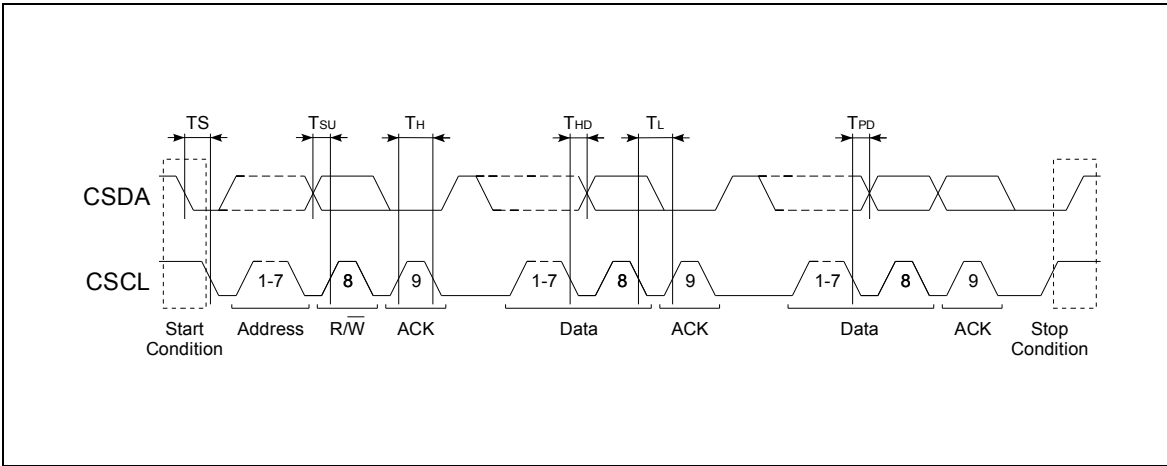 TS TSU TH THD TL TPD
CSDA
CSCL 1-7 8 9 1-7 8 9 1-7 8 9
Start Condition Address R/W̅ ACK Data ACK Data ACK Stop Condition